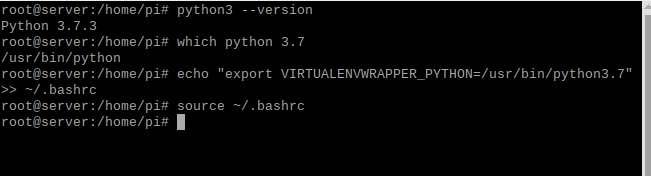 root@server:/home/pi# python3 --version
Python 3.7.3
root@server:/home/pi# which python 3.7
/usr/bin/python
root@server:/home/pi# echo "export VIRTUALENVWRAPPER_PYTHON=/usr/bin/python3.7"
>> ~/.bashrc
root@server:/home/pi# source ~/.bashrc
root@server:/home/pi#